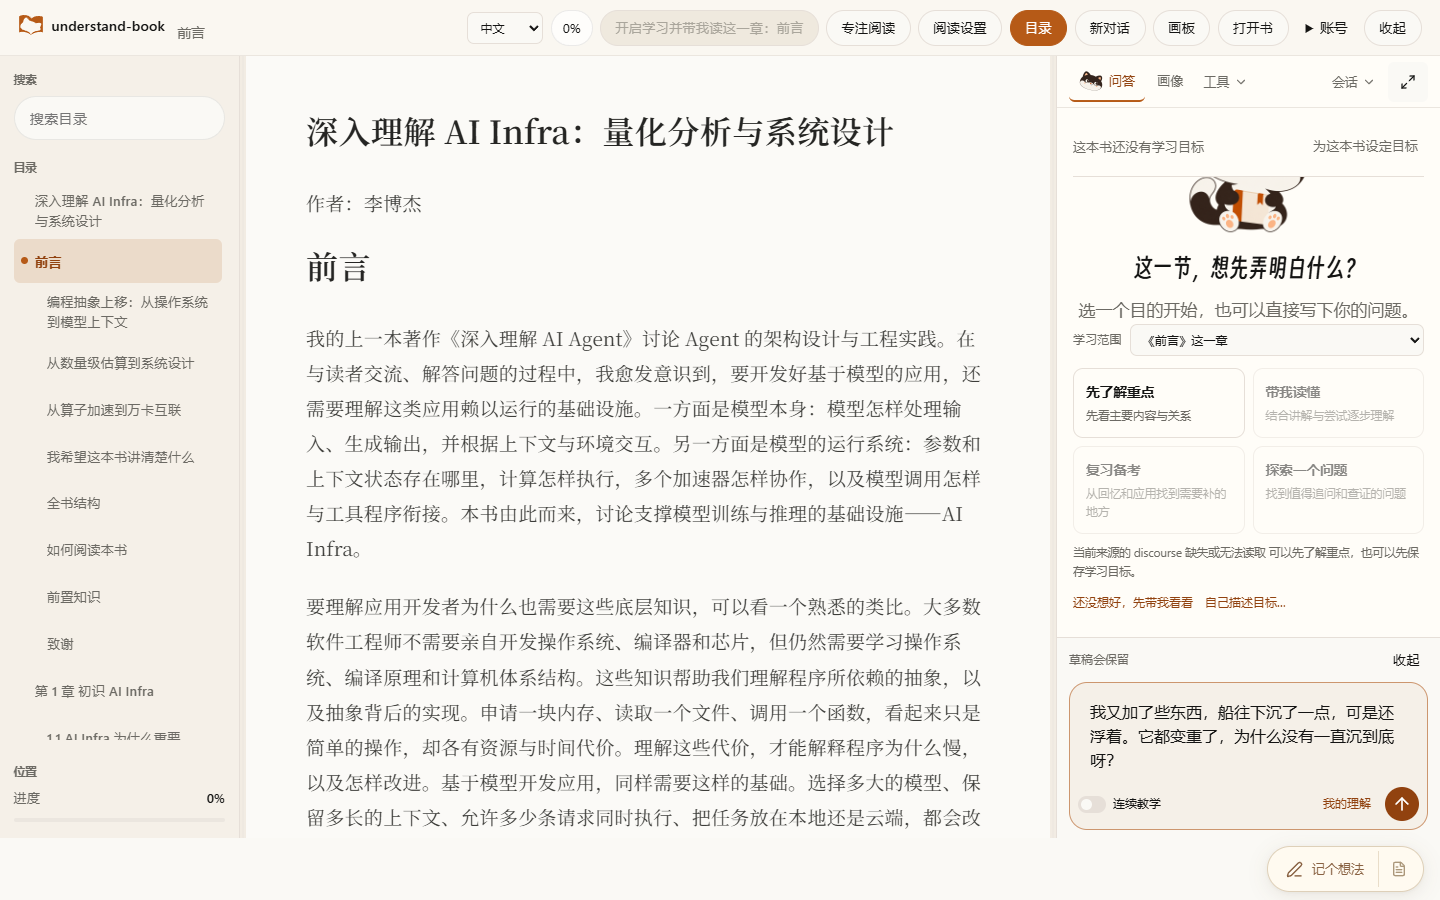 understand-book 前言
中文 0% 开启学习并带我读这一章：前言 专注阅读 阅读设置 目录 新对话 画板 打开书 ▶ 账号 收起
搜索
搜索目录
目录
深入理解 AI Infra：量化分析
与系统设计
前言
编程抽象上移：从操作系统
到模型上下文
从数量级估算到系统设计
从算子加速到万卡互联
我希望这本书讲清楚什么
全书结构
如何阅读本书
前置知识
致谢
第 1 章 初识 AI Infra
1.1 AI Infra 为什么重要
位置
进度 0%
深入理解 AI Infra：量化分析与系统设计
作者：李博杰
前言
我的上一本著作《深入理解 AI Agent》讨论 Agent 的架构设计与工程实践。在
与读者交流、解答问题的过程中，我愈发意识到，要开发好基于模型的应用，还
需要理解这类应用赖以运行的基础设施。一方面是模型本身：模型怎样处理输
入、生成输出，并根据上下文与环境交互。另一方面是模型的运行系统：参数和
上下文状态存在哪里，计算怎样执行，多个加速器怎样协作，以及模型调用怎样
与工具程序衔接。本书由此而来，讨论支撑模型训练与推理的基础设施——AI
Infra。
要理解应用开发者为什么也需要这些底层知识，可以看一个熟悉的类比。大多数
软件工程师不需要亲自开发操作系统、编译器和芯片，但仍然需要学习操作系
统、编译原理和计算机体系结构。这些知识帮助我们理解程序所依赖的抽象，以
及抽象背后的实现。申请一块内存、读取一个文件、调用一个函数，看起来只是
简单的操作，却各有资源与时间代价。理解这些代价，才能解释程序为什么慢，
以及怎样改进。基于模型开发应用，同样需要这样的基础。选择多大的模型、保
留多长的上下文、允许多少条请求同时执行、把任务放在本地还是云端，都会改
问答 画像 工具 会话
这本书还没有学习目标 为这本书设定目标
这一节，想先弄明白什么？
选一个目的开始，也可以直接写下你的问题。
学习范围 《前言》这一章
先了解重点
先看主要内容与关系
带我读懂
结合讲解与尝试逐步理解
复习备考
从回忆和应用找到需要补的
地方
探索一个问题
找到值得追问和查证的问题
当前来源的 discourse 缺失或无法读取 可以先了解重点，也可以先保
存学习目标。
还没想好，先带我看看 自己描述目标...
草稿会保留 收起
我又加了些东西，船往下沉了一点，可是还
浮着。它都变重了，为什么没有一直沉到底
呀？
连续教学 我的理解
记个想法